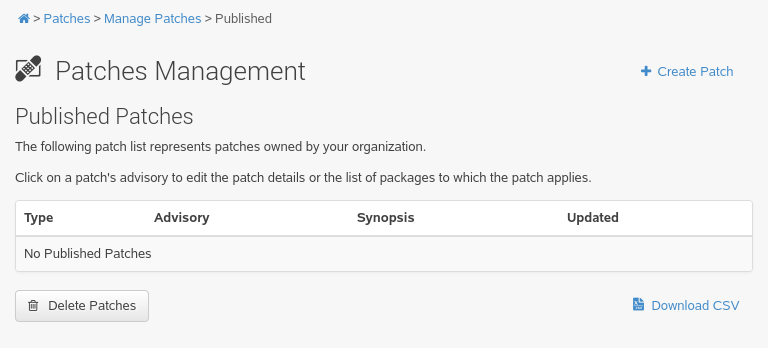 > Patches > Manage Patches > Published
Patches Management
+ Create Patch
Published Patches
The following patch list represents patches owned by your organization.
Click on a patch's advisory to edit the patch details or the list of packages to which the patch applies.
Type Advisory Synopsis Updated
No Published Patches
Delete Patches
Download CSV